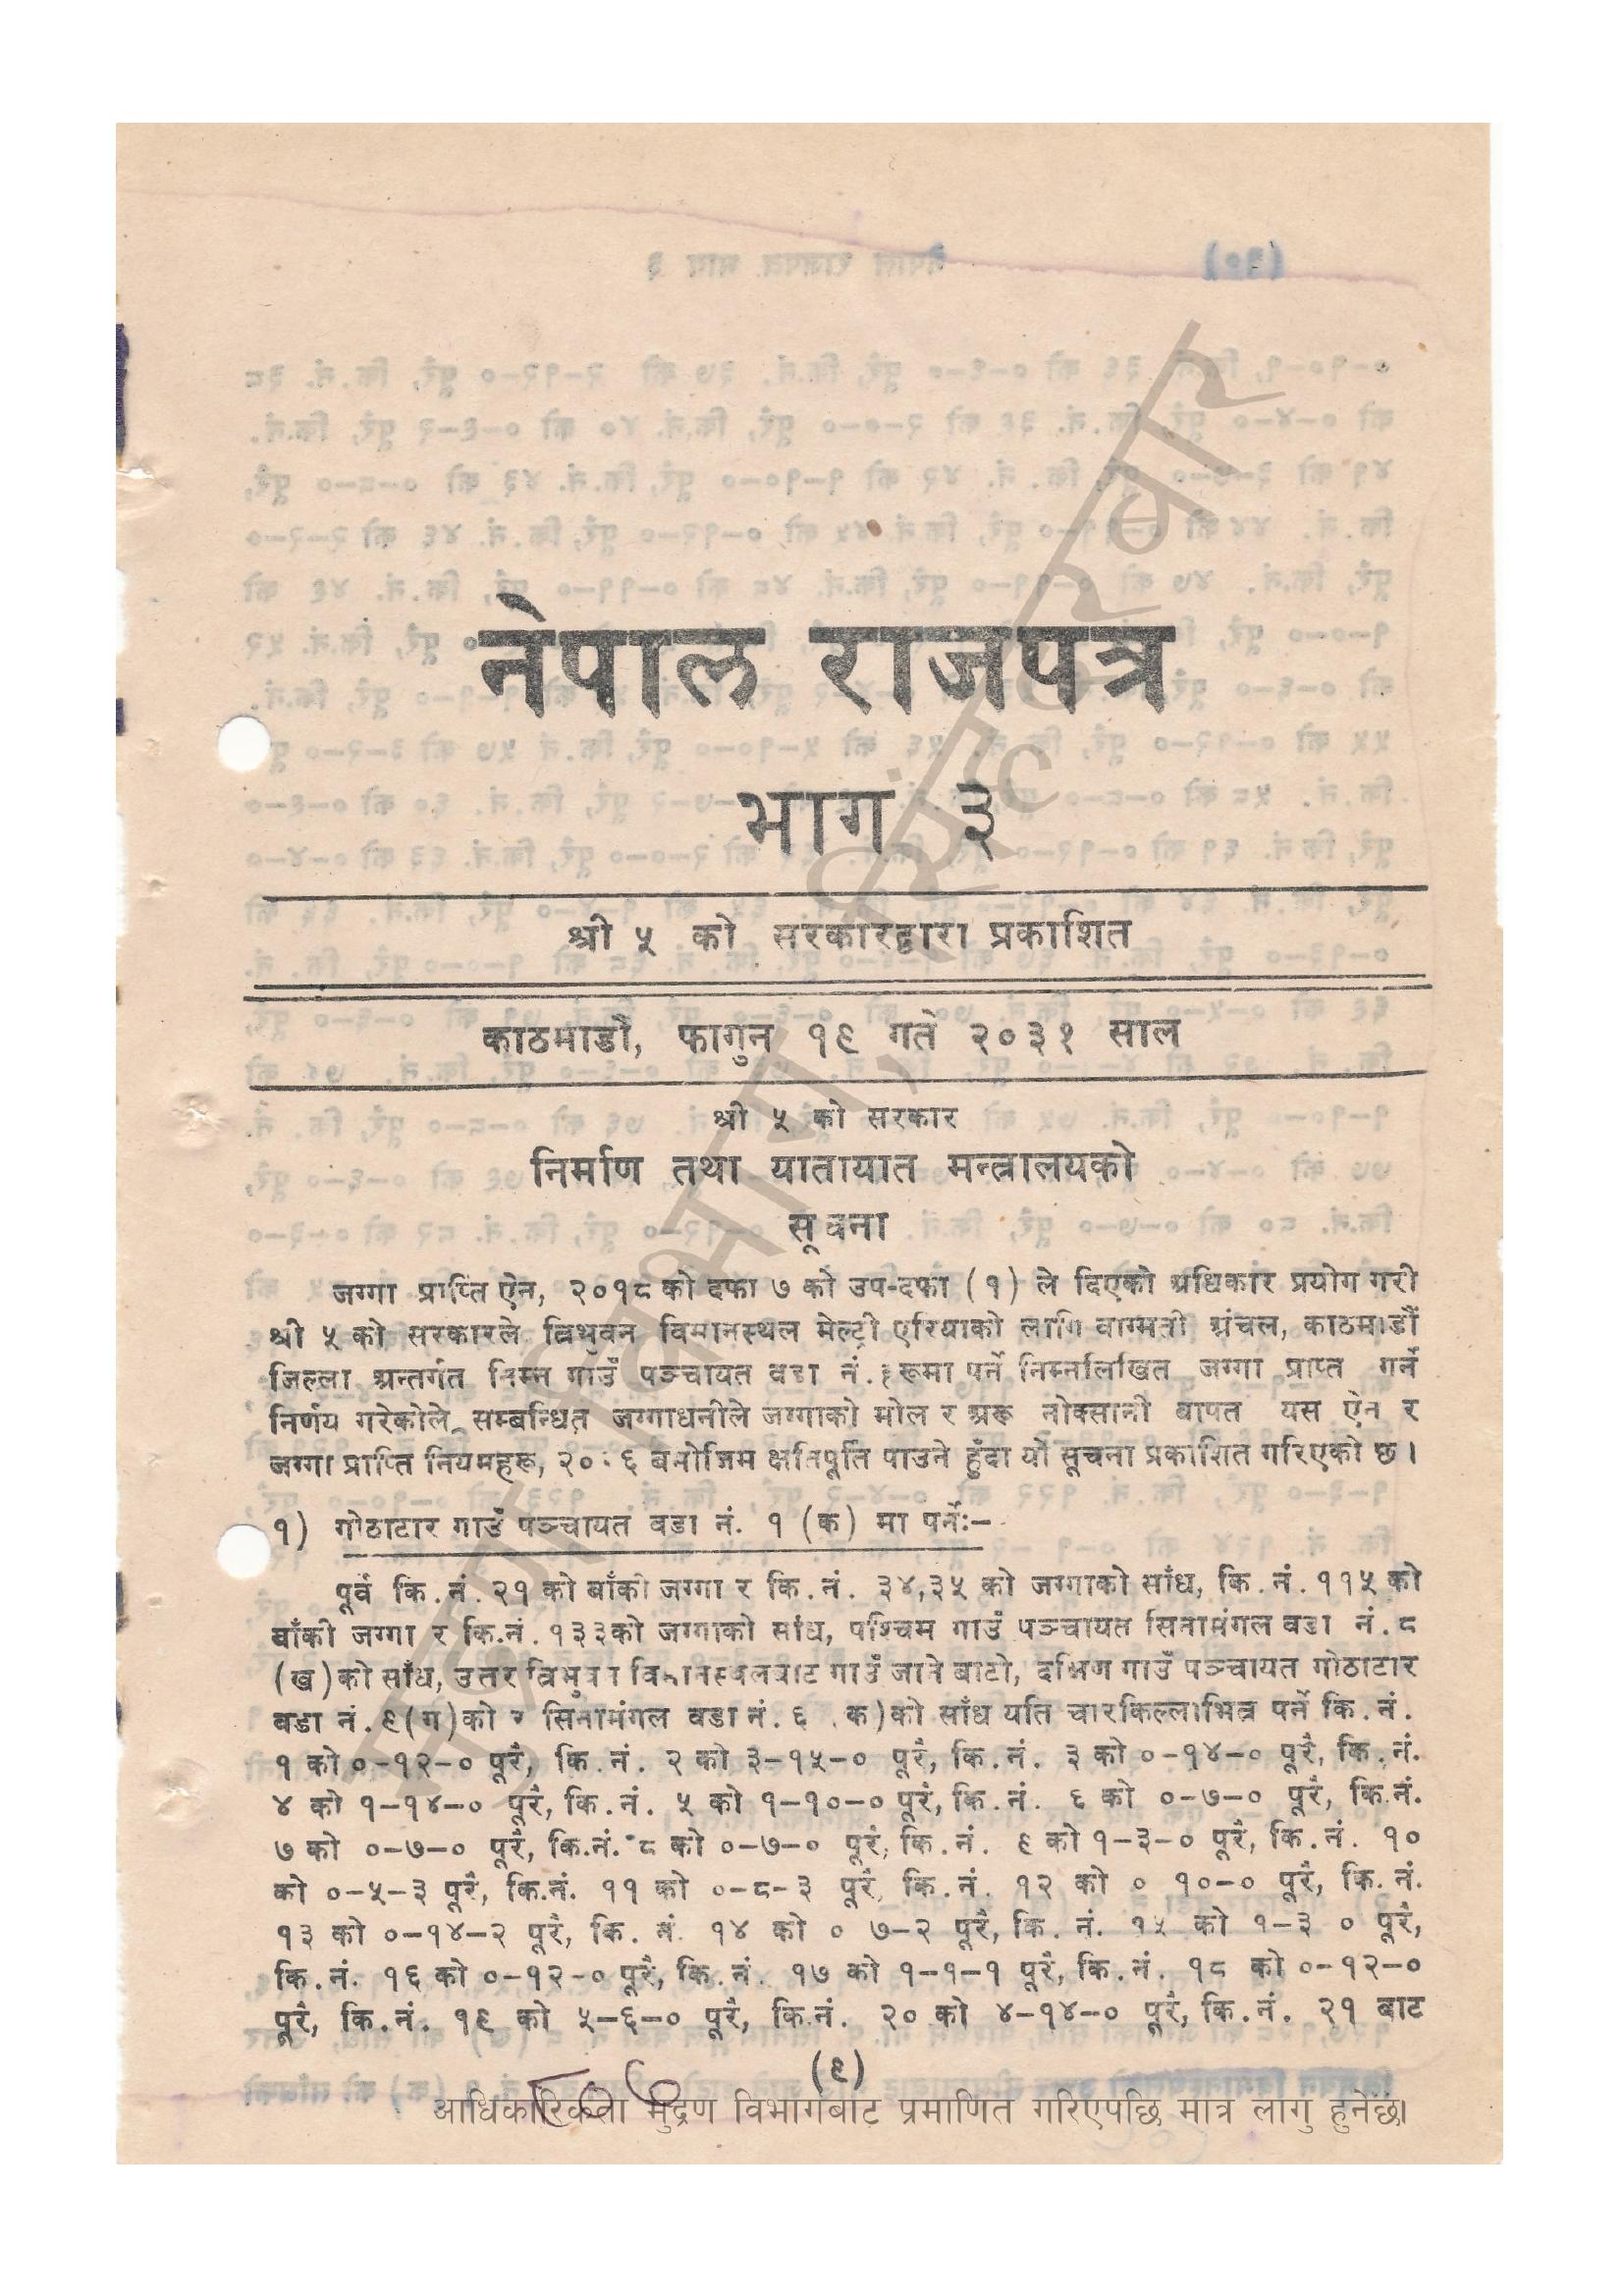 नेपाल राजपत्र
भाग ३
श्री ५ को सरकारद्वारा प्रकाशित
काठमाडौं, फागुन १९ गते २०३१ साल
श्री ५ को सरकार
निर्माण तथा यातायात मन्त्रालयको
सूचना
जग्गा प्राप्ति ऐन, २०१८ को दफा ७ को उप-दफा (१) ले दिएको अधिकार प्रयोग गरी
श्री ५ को सरकारले त्रिभुवन विमानस्थल सेल्ट्री एरियाको लागि वाग्मती अंचल, काठमाडौं
जिल्ला अन्तर्गत निम्न गाउँ पञ्चायत वडा नं. हरूमा पर्ने निम्नलिखित जग्गा प्राप्त गर्ने
निर्णय गरेकोले सम्बन्धित जग्गाधनीले जग्गाको मोल र अरू नोक्सानी बापत यस ऐन र
जग्गा प्राप्ति नियमहरू, बमोजिम क्षतिपूर्ति पाउने हुँदा यो सूचना प्रकाशित गरिएको छ।
१) गोठाटार गाउँ पञ्चायत वडा नं. १ (क) मा पर्ने:-
पूर्व कि.नं. २१ को बाँकी जग्गा र कि.नं. ३४,३५ को जग्गाको साँध, कि.नं. ११५ को
बाँकी जग्गा र कि.नं. १३३को जग्गाको साँध, पश्चिम गाउँ पञ्चायत सिनामंगल वडा नं. ८
(ख)को साँध, उत्तर त्रिभुवन विमानस्थलबाट गाउँ जाने बाटो, दक्षिण गाउँ पञ्चायत गोठाटार
वडा नं. ९(ग)को र सिनामंगल वडा नं. ६ क)को साँध यति चारकिल्लाभित्र पर्ने कि.नं.
१ को ०-१२-० पूरै, कि.नं. २ को ३-१५-० पूरै, कि.नं. ३ को ०-१४-० पूरै, कि.नं.
४ को १-१४-० पूरै, कि.नं. ५ को १-१०-० पूरै, कि.नं. ६ को ०-७-० पूरै, कि.नं.
७ को ०-७-० पूरै, कि.नं. ८ को ०-७-० पूरै, कि.नं. ९ को १-३-० पूरै, कि.नं. १०
को ०-५-३ पूरै, कि.नं. ११ को ०-८-३ पूरै, कि.नं. १२ को ० १०-० पूरै, कि.नं.
१३ को ०-१४-२ पूरै, कि.नं. १४ को ० ७-२ पूरै, कि.नं. १५ को १-३ ० पूरै,
कि.नं. १६ को ०-१२-० पूरै, कि.नं. १७ को १-१-१ पूरै, कि.नं. १८ को ०-१२-०
पूरै, कि.नं. १९ को ५-६-० पूरै, कि.नं. २० को ४-१४-० पूरै, कि.नं. २१ बाट
(९)
आधिकारिकता मुद्रण विभागबाट प्रमाणित गरिएपछि मात्र लागु हुनेछ।